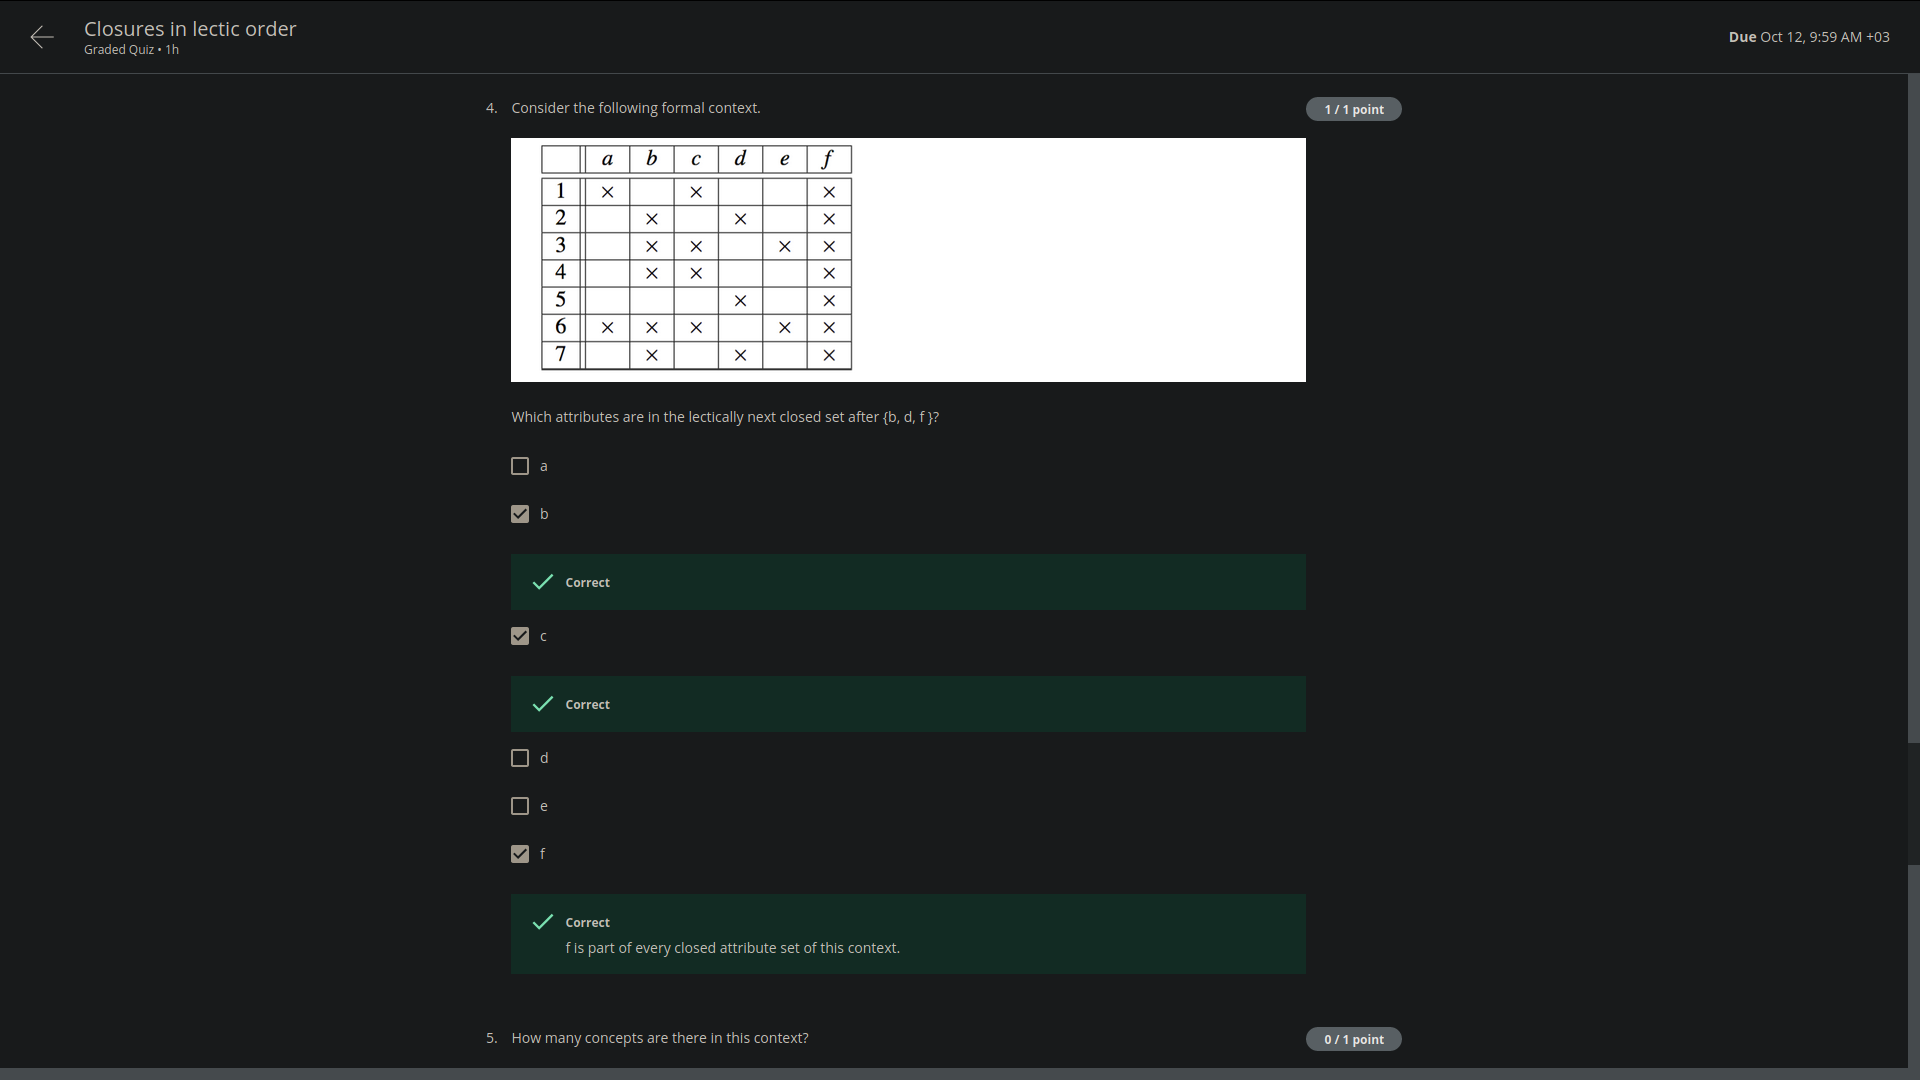 Closures in lectic order
Graded Quiz • 1h
Due Oct 12, 9:59 AM +03
4. Consider the following formal context.
1 / 1 point
a b c d e f
1 × × ×
2 × × ×
3 × × × ×
4 × × ×
5 × ×
6 × × × × ×
7 × × ×
Which attributes are in the lectically next closed set after {b, d, f }?
a
b
Correct
c
Correct
d
e
f
Correct
f is part of every closed attribute set of this context.
5. How many concepts are there in this context?
0 / 1 point